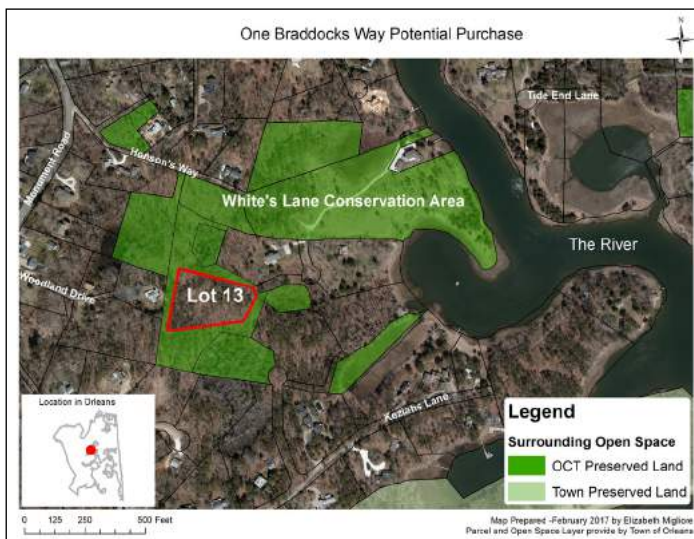 One Braddocks Way Potential Purchase
N
Tide End Lane
Monument Road
Honson's Way
White's Lane Conservation Area
The River
Woodland Drive
Lot 13
Keziahs Lane
Location in Orleans
Legend
Surrounding Open Space
OCT Preserved Land
Town Preserved Land
0 125 250 500 Feet
Map Prepared -February 2017 by Elizabeth Migliore
Parcel and Open Space Layer provide by Town of Orleans